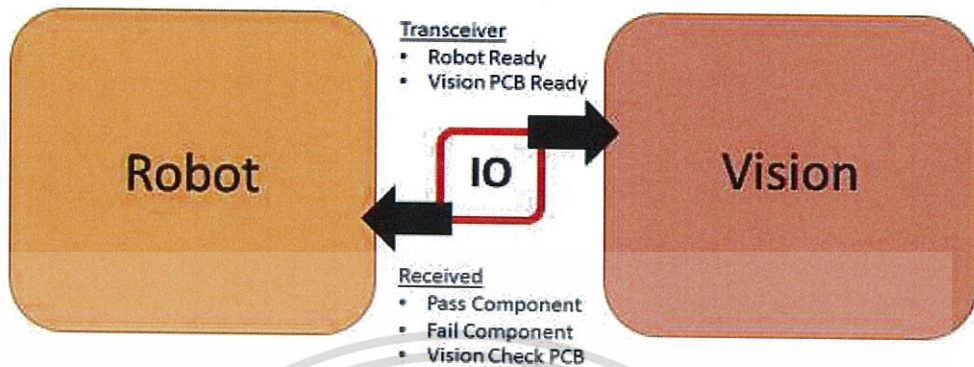 Transceiver
• Robot Ready
• Vision PCB Ready
Robot
IO
Vision
Received
• Pass Component
• Fail Component
• Vision Check PCB